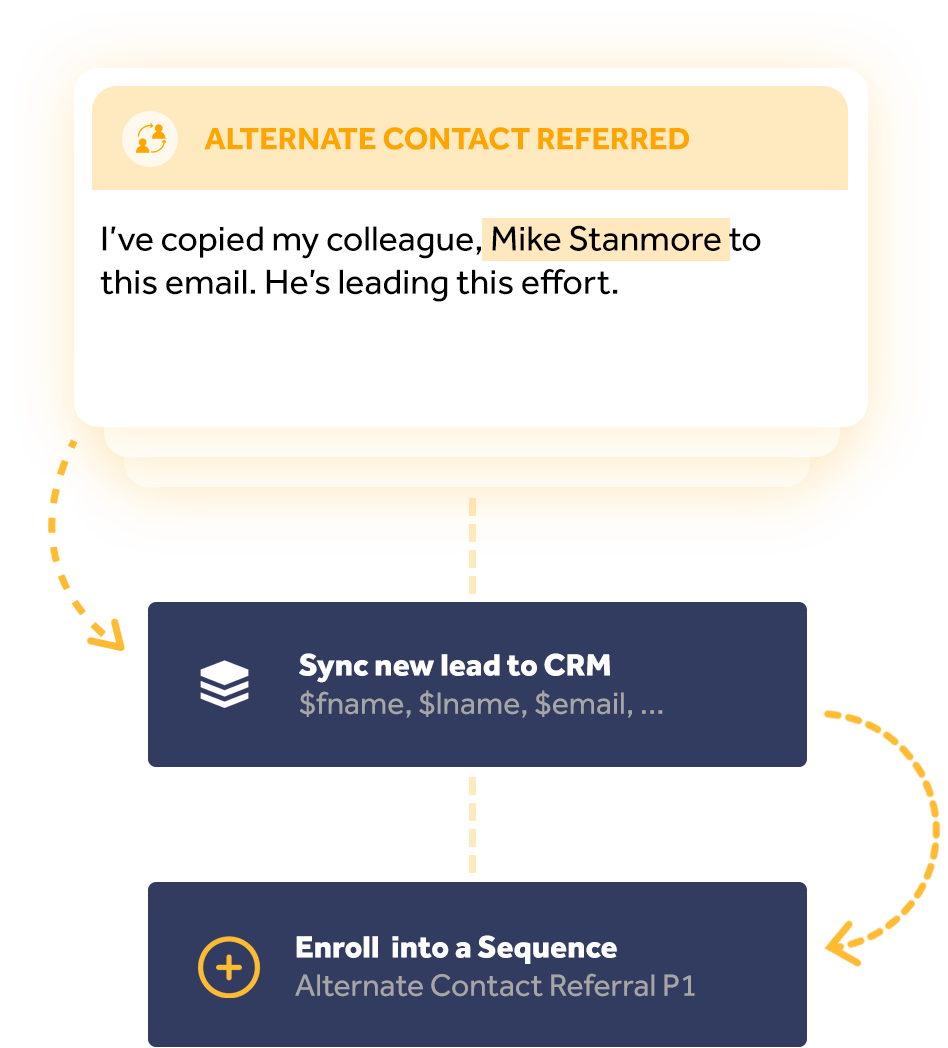 ALTERNATE CONTACT REFERRED
I’ve copied my colleague, Mike Stanmore to
this email. He’s leading this effort.
Sync new lead to CRM
$fname, $lname, $email, ...
Enroll into a Sequence
Alternate Contact Referral P1